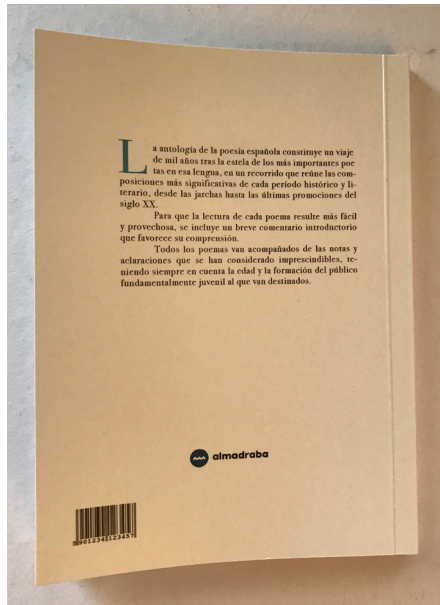 La antología de la poesía española constituye un viaje
de mil años tras la estela de los más importantes poe
tas en esa lengua, en un recorrido que reúne las com-
posiciones más significativas de cada período histórico y li-
terario, desde las jarchas hasta las últimas promociones del
siglo XX.
Para que la lectura de cada poema resulte más fácil
y provechosa, se incluye un breve comentario introductorio
que favorece su comprensión.
Todos los poemas van acompañados de las notas y
aclaraciones que se han considerado imprescindibles, te-
niendo siempre en cuenta la edad y la formación del público
fundamentalmente juvenil al que van destinados.
almadraba